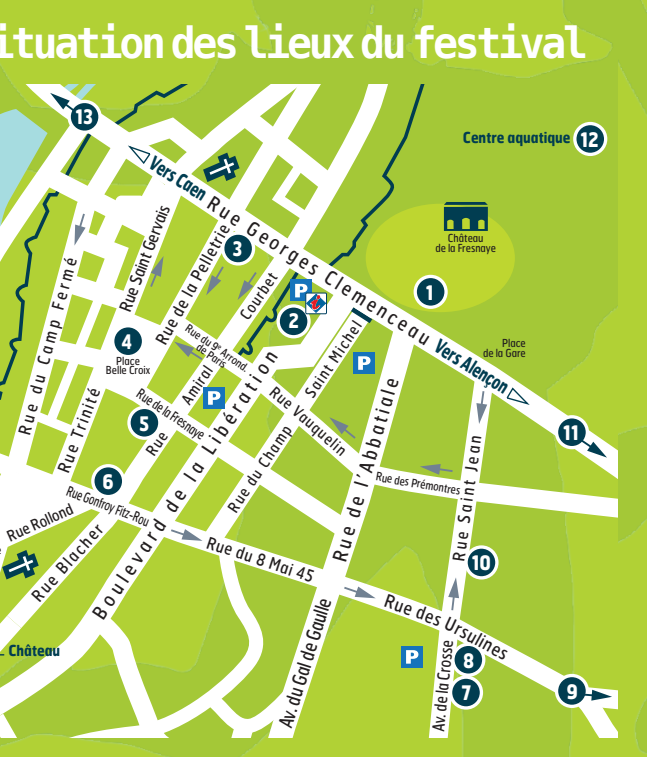 ituation des lieux du festival
13
Centre aquatique 12
Vers Caen
Rue Georges Clemenceau
Vers Alençon
Château
de la Fresnaye
1
3
Rue Saint Gervais
Rue de la Pelleterie
Courbet
P
2
Rue du Camp Fermé
4
Place
Belle Croix
Rue du 9e Arrond.
de Paris
Saint Michel
P
Place
de la Gare
Amiral
P
Rue Trinité
Rue de la Fresnaye
5
Rue
Boulevard de la Liberation
Rue Vauquelin
Rue du Champ
Rue de l'Abbatiale
11
Rue des Prémontres
Rue Saint Jean
6
Rue Gonfroy Fitz-Rou
Rue Rollond
Rue Blacher
Rue du 8 Mai 45
10
Rue des Ursulines
Château
Av. du Gal de Gaulle
P
Av. de la Crosse
8
7
9